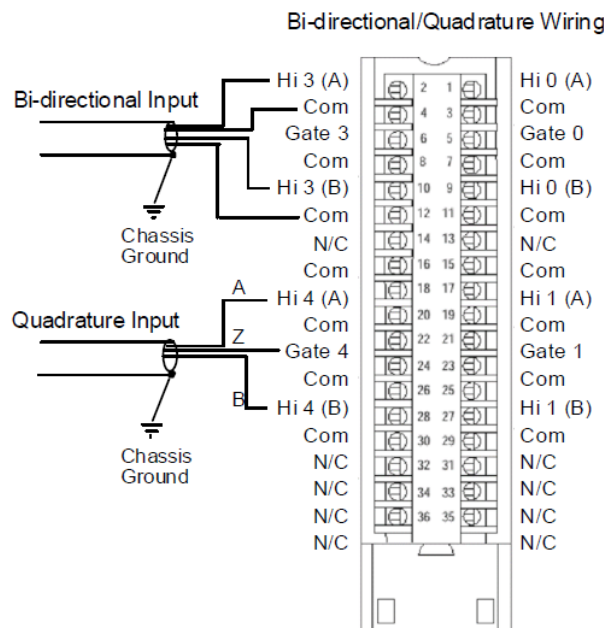 Bi-directional/Quadrature Wiring
Hi 3 (A) 2 1 Hi 0 (A)
Bi-directional Input
Com 4 3 Com
Gate 3 6 5 Gate 0
Com 8 7 Com
Hi 3 (B) 10 9 Hi 0 (B)
Com 12 11 Com
Chassis
Ground
N/C 14 13 N/C
Com 16 15 Com
A
Hi 4 (A) 18 17 Hi 1 (A)
Quadrature Input
Com 20 19 Com
Z
Gate 4 22 21 Gate 1
Com 24 23 Com
26 25
B
Hi 4 (B) 28 27 Hi 1 (B)
Com 30 29 Com
Chassis
Ground
N/C 32 31 N/C
N/C 34 33 N/C
N/C 36 35 N/C
N/C N/C